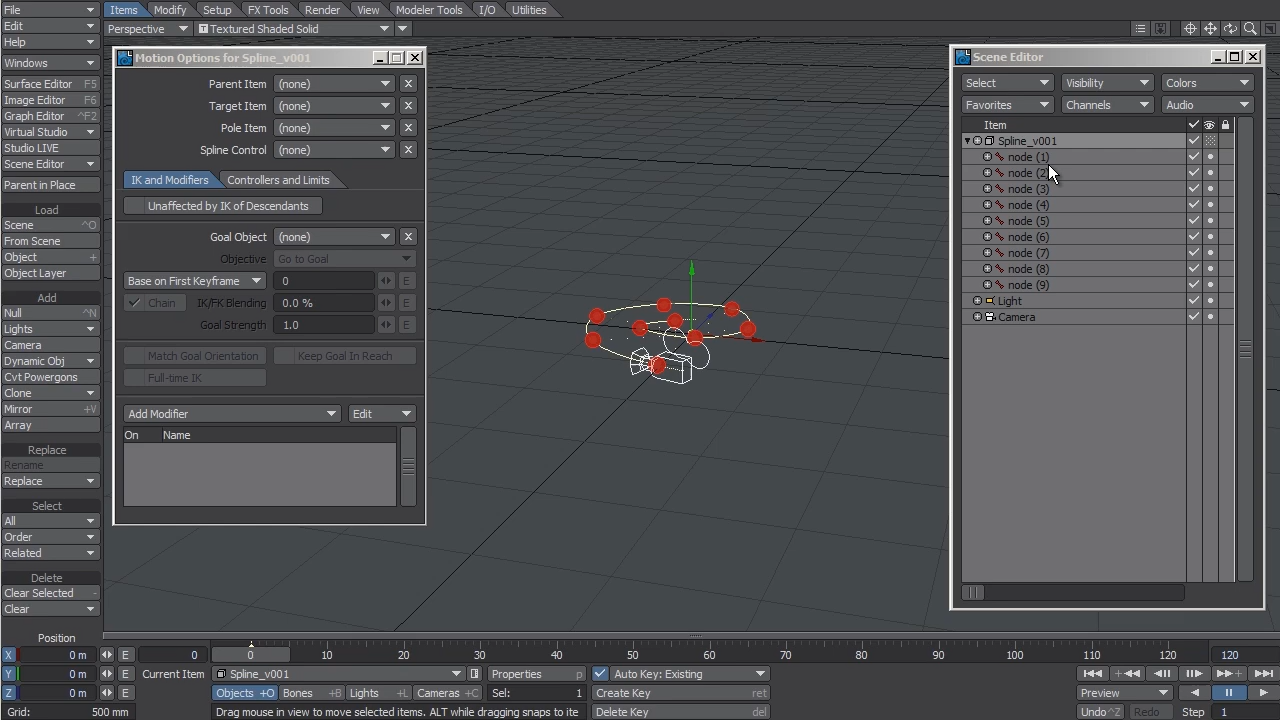 File
Items
Modify
Setup
FX Tools
Render
View
Modeler Tools
I/O
Utilities
Edit
Perspective
Textured Shaded Solid
Help
Windows
Surface Editor F5
Image Editor F6
Graph Editor ^F2
Virtual Studio
Studio LIVE
Scene Editor
Parent in Place
Load
Scene ^O
From Scene
Object +
Object Layer
Add
Null ^N
Lights
Camera
Dynamic Obj
Cvt Powergons
Clone
Mirror +V
Array
Replace
Rename
Replace
Select
All
Order
Related
Delete
Clear Selected -
Clear
Motion Options for Spline_v001
Parent Item (none) X
Target Item (none) X
Pole Item (none) X
Spline Control (none) X
IK and Modifiers
Controllers and Limits
Unaffected by IK of Descendants
Goal Object (none) X
Objective Go to Goal
Base on First Keyframe 0 E
Chain IK/FK Blending 0.0 % E
Goal Strength 1.0 E
Match Goal Orientation
Keep Goal In Reach
Full-time IK
Add Modifier
Edit
On Name
Scene Editor
Select
Visibility
Colors
Favorites
Channels
Audio
Item
Spline_v001
node (1)
node (2)
node (3)
node (4)
node (5)
node (6)
node (7)
node (8)
node (9)
Light
Camera
Position
X 0 m E
Y 0 m E
Z 0 m E
Grid: 500 mm
0
0 10 20 30 40 50 60 70 80 90 100 110 120
120
Current Item Spline_v001
Properties p
Auto Key: Existing
Objects +O
Bones +B
Lights +L
Cameras +C
Sel: 1
Create Key ret
Preview
Drag mouse in view to move selected items. ALT while dragging snaps to ite
Delete Key del
Undo ^Z
Redo
Step 1